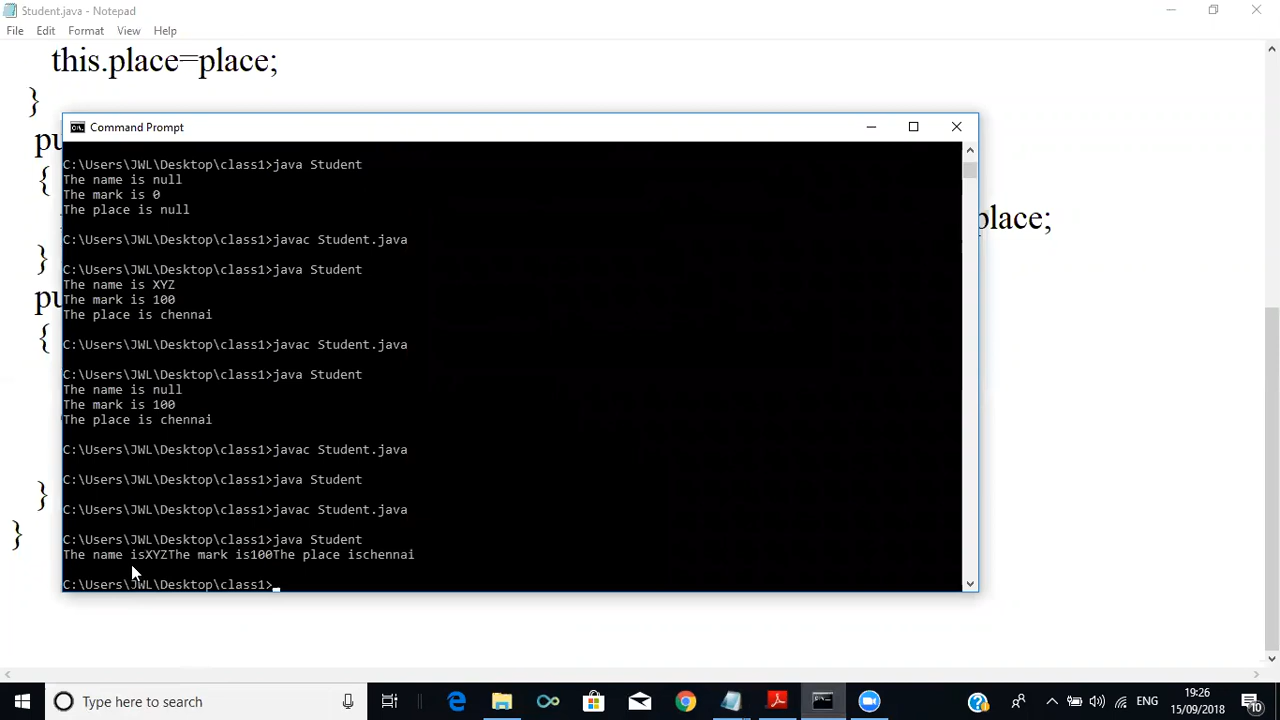 Student.java - Notepad
File Edit Format View Help
this.place=place;
}
pu
{
place;
}
pu
{
}
}
Command Prompt
C:\Users\JWL\Desktop\class1>java Student
The name is null
The mark is 0
The place is null
C:\Users\JWL\Desktop\class1>javac Student.java
C:\Users\JWL\Desktop\class1>java Student
The name is XYZ
The mark is 100
The place is chennai
C:\Users\JWL\Desktop\class1>javac Student.java
C:\Users\JWL\Desktop\class1>java Student
The name is null
The mark is 100
The place is chennai
C:\Users\JWL\Desktop\class1>javac Student.java
C:\Users\JWL\Desktop\class1>java Student
C:\Users\JWL\Desktop\class1>javac Student.java
C:\Users\JWL\Desktop\class1>java Student
The name isXYZThe mark is100The place ischennai
C:\Users\JWL\Desktop\class1>
Type here to search
ENG
19:26
15/09/2018
10